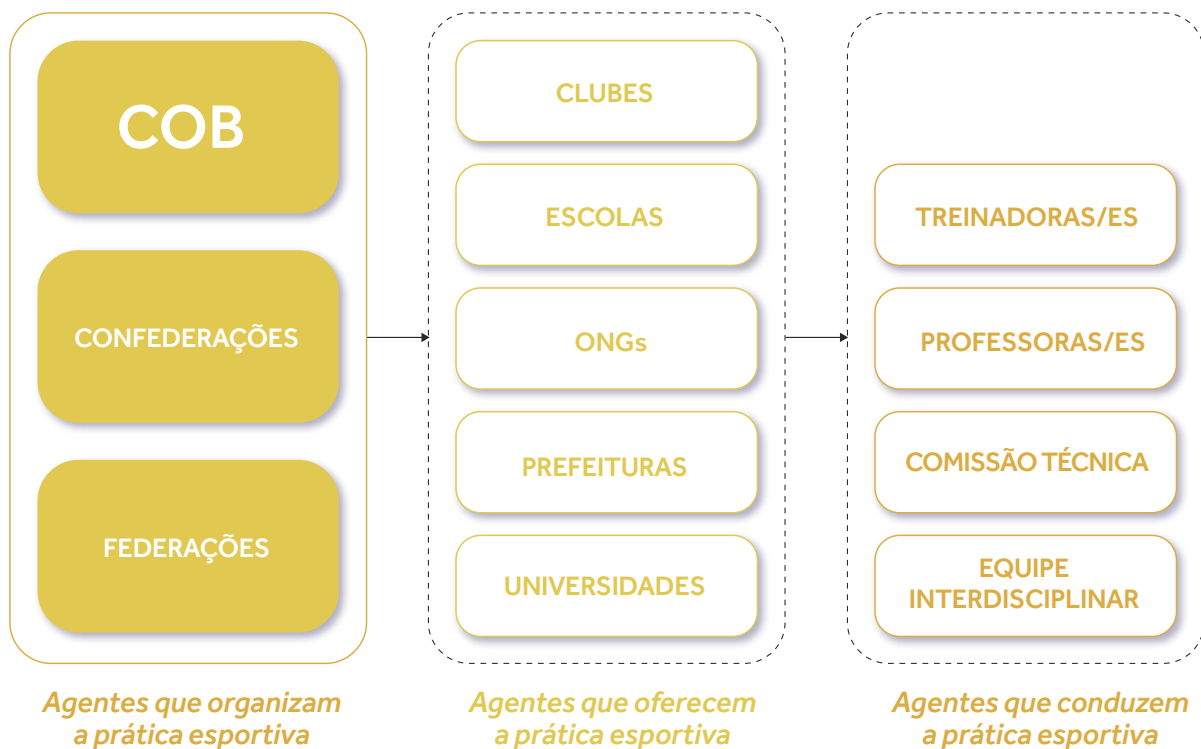 COB
CONFEDERAÇÕES
FEDERAÇÕES
Agentes que organizam
a prática esportiva
CLUBES
ESCOLAS
ONGs
PREFEITURAS
UNIVERSIDADES
Agentes que oferecem
a prática esportiva
TREINADORAS/ES
PROFESSORAS/ES
COMISSÃO TÉCNICA
EQUIPE
INTERDISCIPLINAR
Agentes que conduzem
a prática esportiva